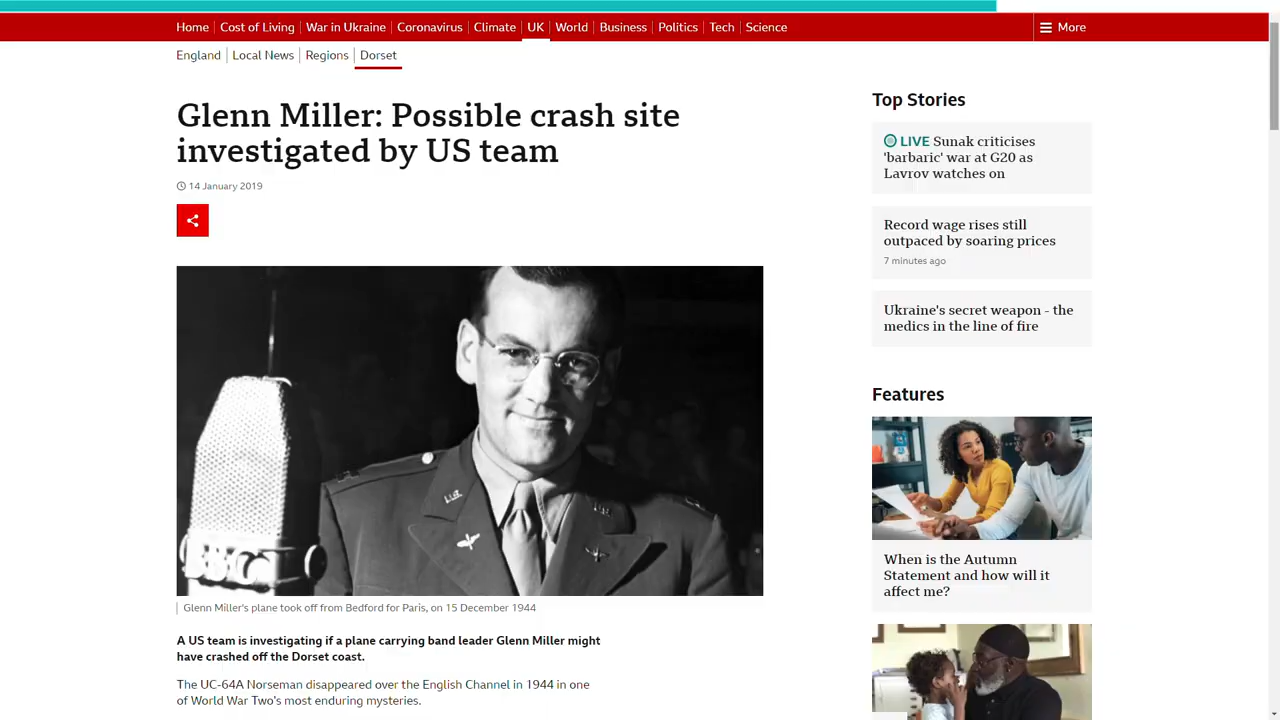 Home
Cost of Living
War in Ukraine
Coronavirus
Climate
UK
World
Business
Politics
Tech
Science
More
England
Local News
Regions
Dorset
Glenn Miller: Possible crash site
investigated by US team
14 January 2019
BBC
Glenn Miller's plane took off from Bedford for Paris, on 15 December 1944
A US team is investigating if a plane carrying band leader Glenn Miller might
have crashed off the Dorset coast.
The UC-64A Norseman disappeared over the English Channel in 1944 in one
of World War Two's most enduring mysteries.
Top Stories
LIVE Sunak criticises
'barbaric' war at G20 as
Lavrov watches on
Record wage rises still
outpaced by soaring prices
7 minutes ago
Ukraine's secret weapon - the
medics in the line of fire
Features
When is the Autumn
Statement and how will it
affect me?